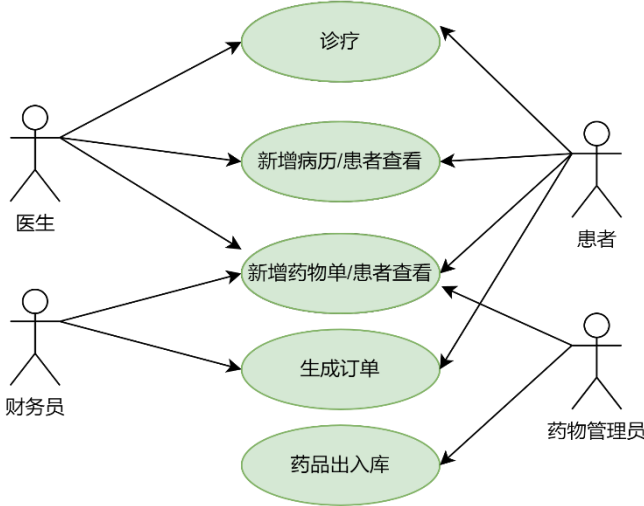 诊疗
新增病历/患者查看
医生
患者
新增药物单/患者查看
生成订单
财务员
药物管理员
药品出入库